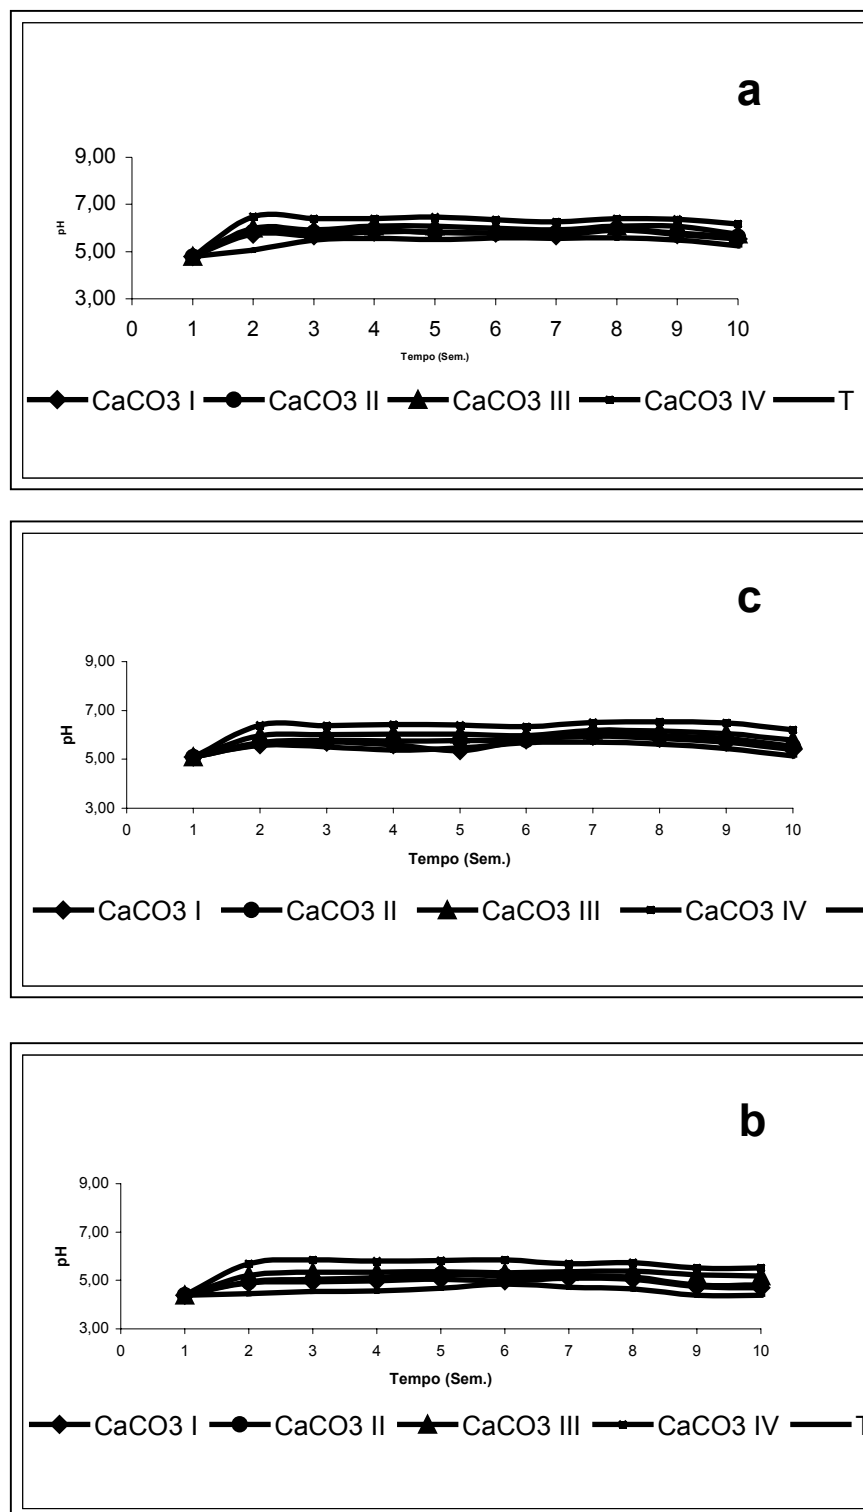 a
9,00
7,00
pH
5,00
3,00
0 1 2 3 4 5 6 7 8 9 10
Tempo (Sem.)
CaCO3 I CaCO3 II CaCO3 III CaCO3 IV T
c
9,00
7,00
pH
5,00
3,00
0 1 2 3 4 5 6 7 8 9 10
Tempo (Sem.)
CaCO3 I CaCO3 II CaCO3 III CaCO3 IV
b
9,00
7,00
pH
5,00
3,00
0 1 2 3 4 5 6 7 8 9 10
Tempo (Sem.)
CaCO3 I CaCO3 II CaCO3 III CaCO3 IV T